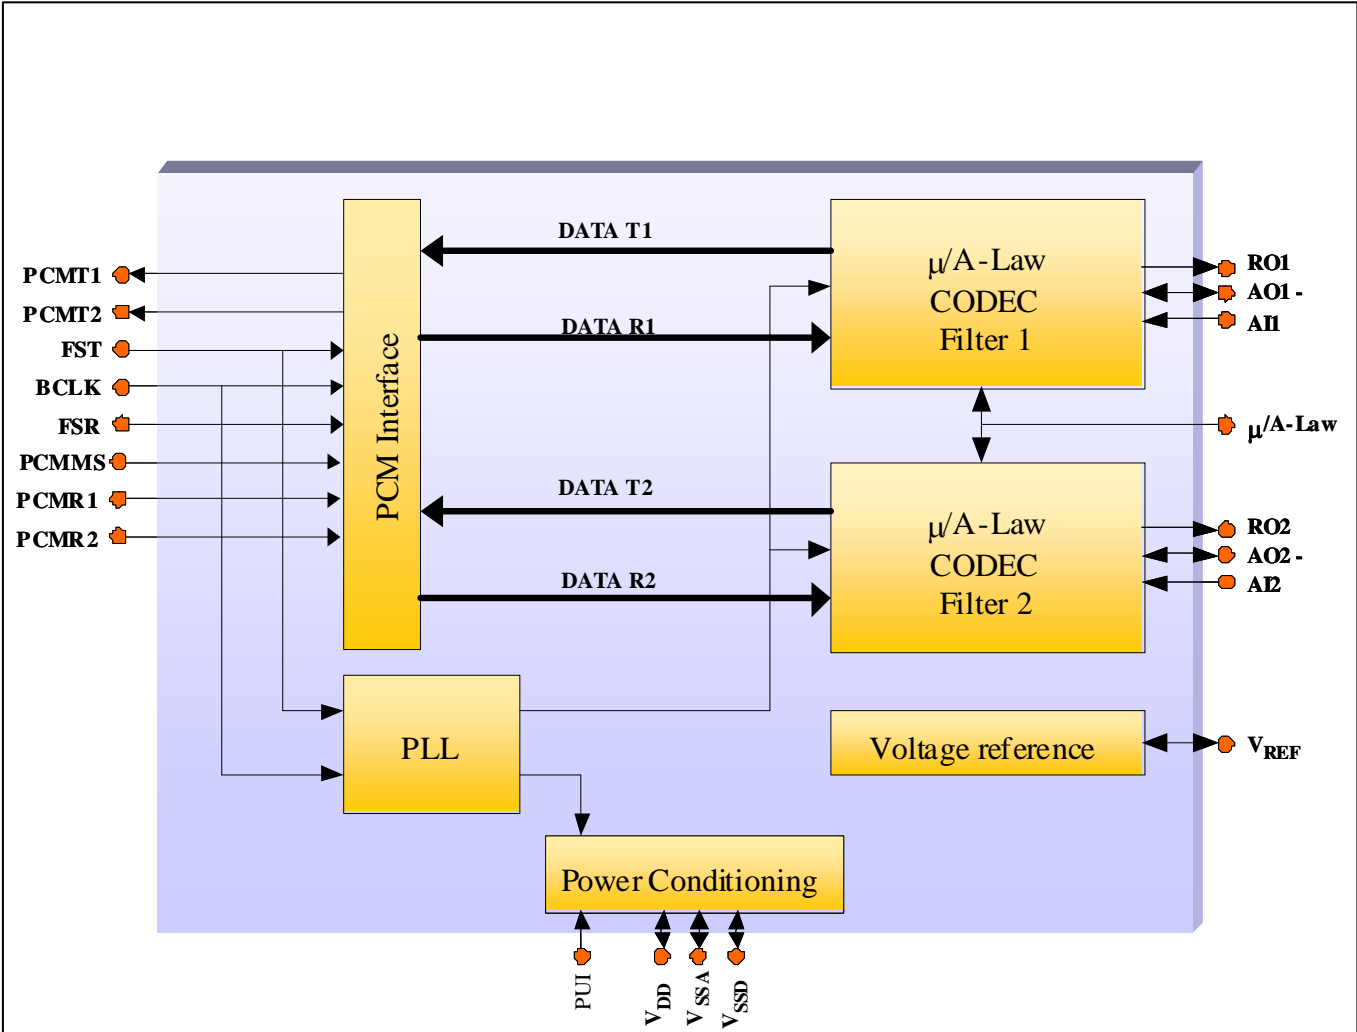 PCMT1
PCMT2
FST
BCLK
FSR
PCMMS
PCMR1
PCMR2
PCM Interface
DATA T1
DATA R1
DATA T2
DATA R2
μ/A-Law
CODEC
Filter 1
μ/A-Law
CODEC
Filter 2
RO1
AO1 -
AI1
μ/A-Law
RO2
AO2 -
AI2
PLL
Voltage reference
VREF
Power Conditioning
PUI
VDD
VSSA
VSSD